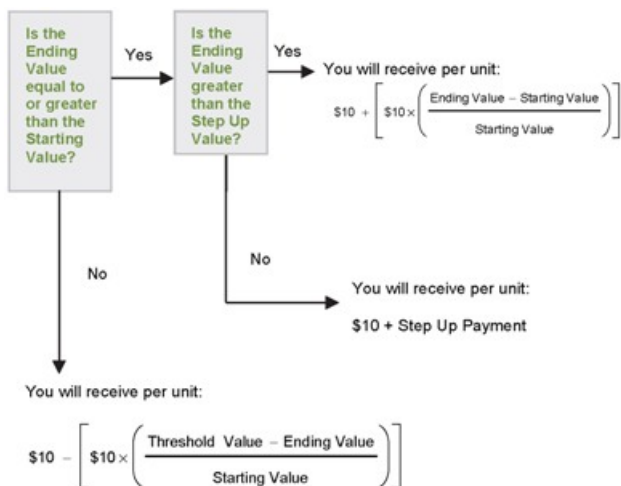 Is the
Ending
Value
equal to
or greater
than the
Starting
Value?
Yes
Is the
Ending
Value
greater
than the
Step Up
Value?
Yes
You will receive per unit:
$10 + [ $10 × ( Ending Value – Starting Value
Starting Value ) ]
No
No
You will receive per unit:
$10 + Step Up Payment
You will receive per unit:
$10 – [ $10 × ( Threshold Value – Ending Value
Starting Value ) ]